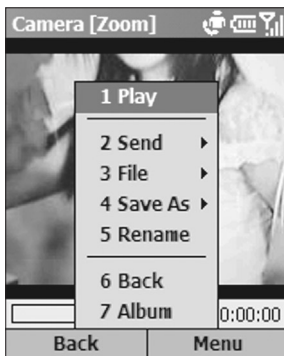 Camera [Zoom]
1 Play
2 Send
3 File
4 Save As
5 Rename
6 Back
7 Album
0:00:00
Back Menu